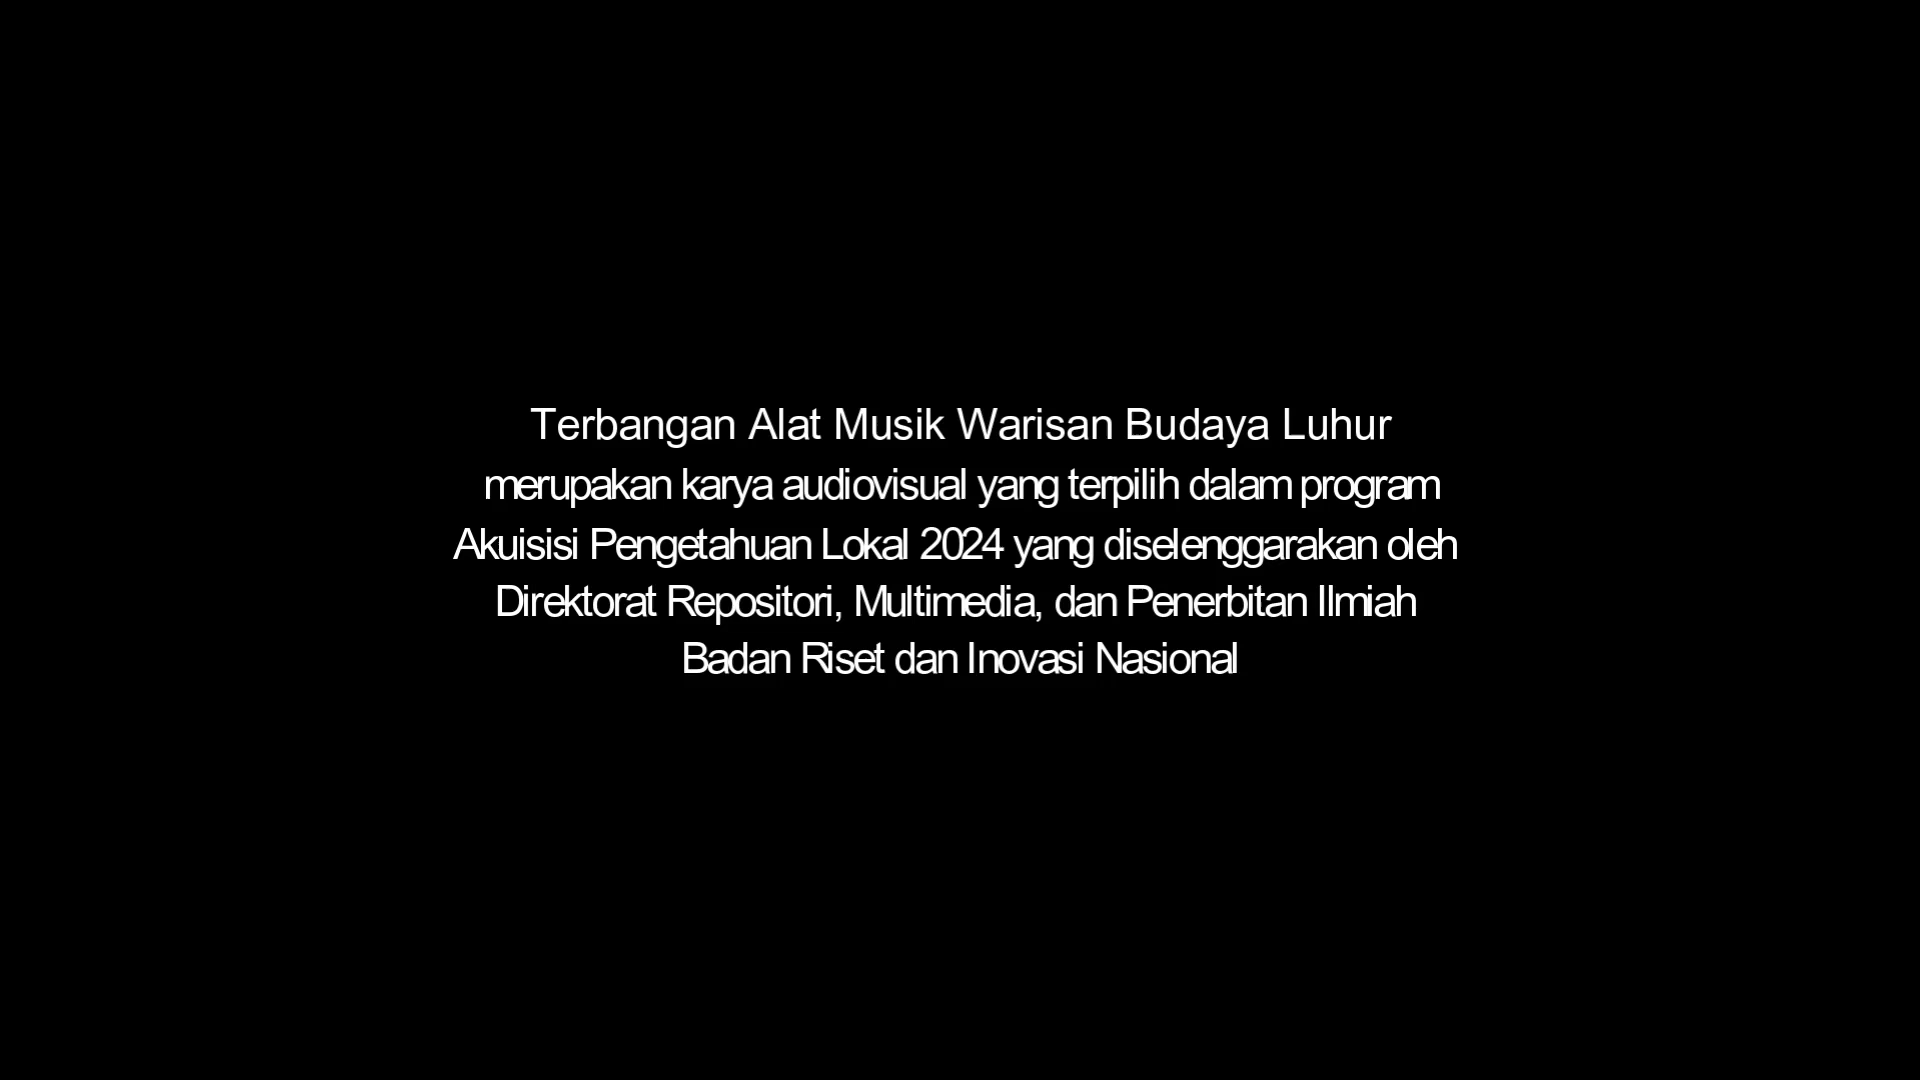 Terbangan Alat Musik Warisan Budaya Luhur
merupakan karya audiovisual yang terpilih dalam program
Akuisisi Pengetahuan Lokal 2024 yang diselenggarakan oleh
Direktorat Repositori, Multimedia, dan Penerbitan Ilmiah
Badan Riset dan Inovasi Nasional